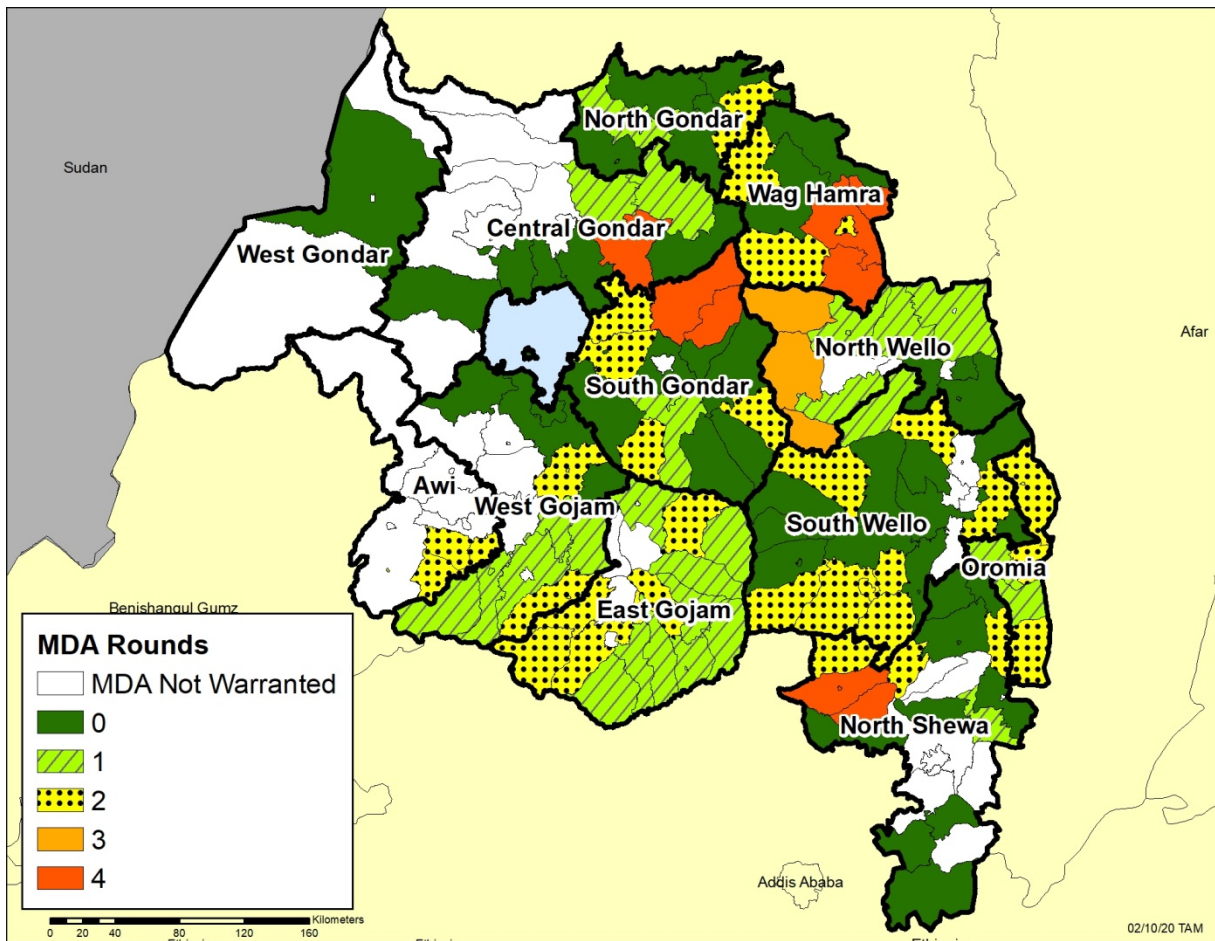 North Gondar
Sudan
Wag Hamra
Central Gondar
West Gondar
Afar
North Wello
South Gondar
Awi
West Gojam
South Wello
Oromia
Benishangul Gumz
East Gojam
MDA Rounds
MDA Not Warranted
0
1
2
3
4
North Shewa
Addis Ababa
Kilometers
0 20 40 80 120 160
02/10/20 TAM